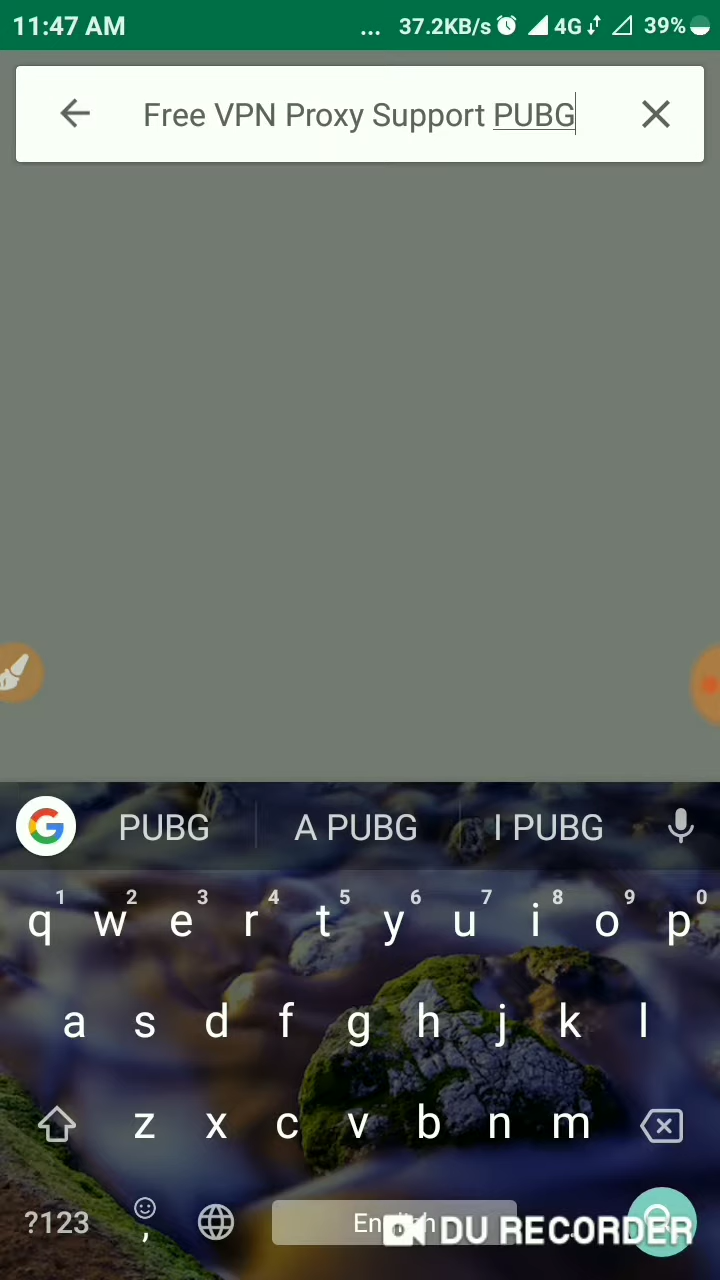 11:47 AM ... 37.2KB/s 4G 39%
Free VPN Proxy Support PUBG
PUBG A PUBG I PUBG
1 2 3 4 5 6 7 8 9 0
q w e r t y u i o p
a s d f g h j k l
z x c v b n m
?123 , English
DU RECORDER